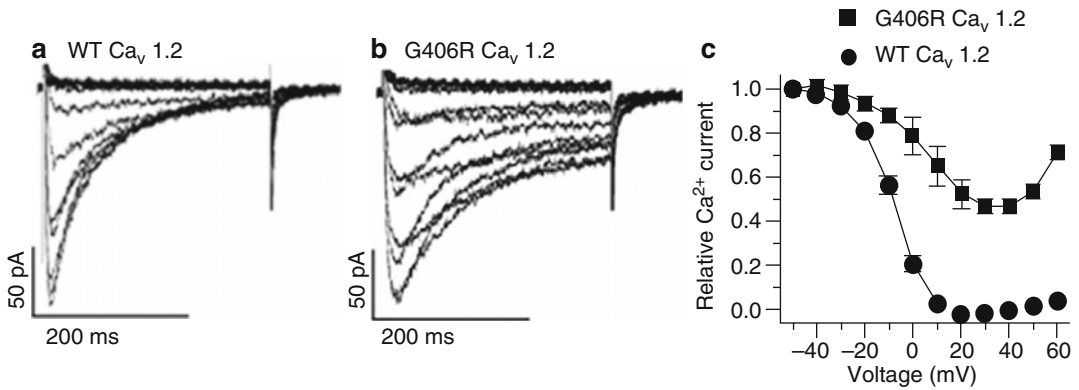 a WT Cav 1.2
50 pA
200 ms
b G406R Cav 1.2
50 pA
200 ms
c
G406R Cav 1.2
WT Cav 1.2
Relative Ca2+ current
1.0
0.8
0.6
0.4
0.2
0.0
−40 −20 0 20 40 60
Voltage (mV)